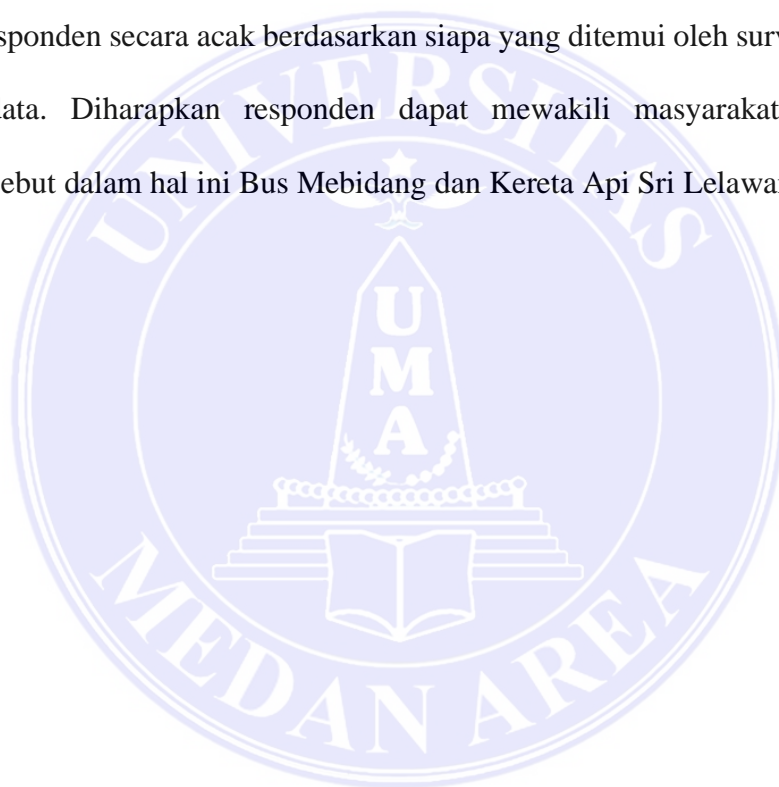 sponden secara acak berdasarkan siapa yang ditemui oleh surv
data. Diharapkan responden dapat mewakili masyarakat
ebut dalam hal ini Bus Mebidang dan Kereta Api Sri Lelawa
UNIVERSITAS
UMA
MEDAN AREA